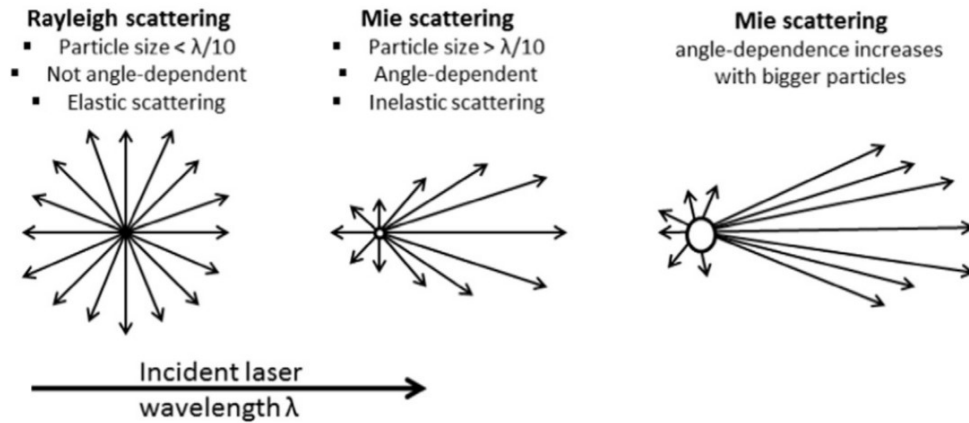 Rayleigh scattering
▪ Particle size < λ/10
▪ Not angle-dependent
▪ Elastic scattering
Mie scattering
▪ Particle size > λ/10
▪ Angle-dependent
▪ Inelastic scattering
Mie scattering
angle-dependence increases
with bigger particles
Incident laser
wavelength λ